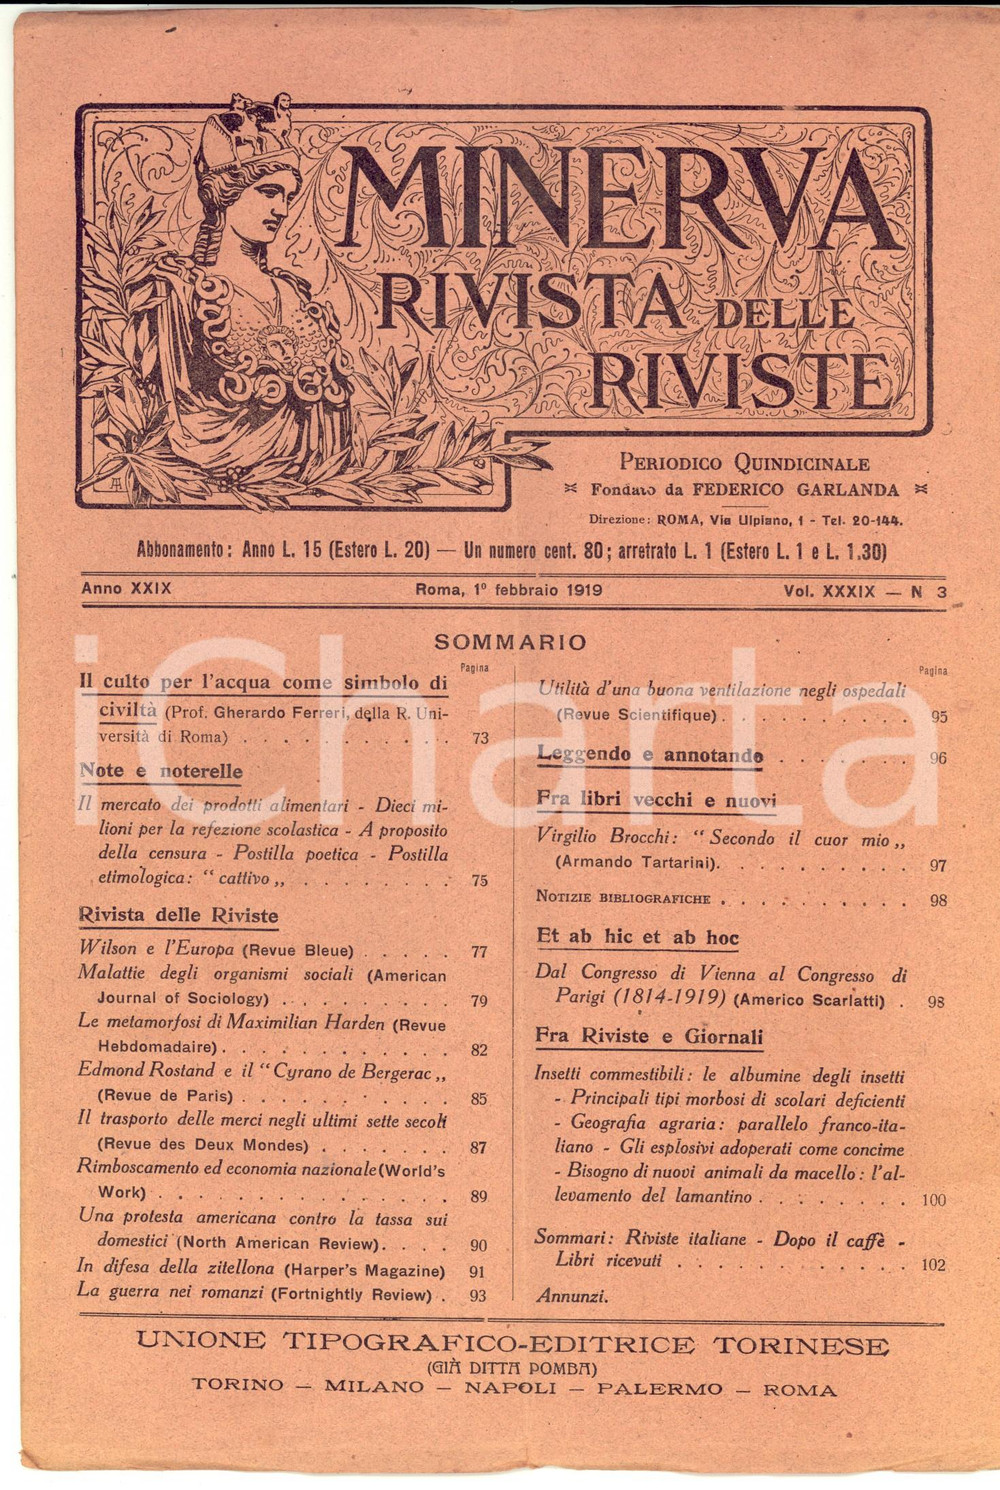 MINERVA
RIVISTA DELLE
RIVISTE
PERIODICO QUINDICINALE
Fondato da FEDERICO GARLANDA
Direzione: ROMA, Via Ulpiano, 1 - Tel. 20-144.
Abbonamento: Anno L. 15 (Estero L. 20) — Un numero cent. 80; arretrato L. 1 (Estero L. 1 e L. 1.30)
Anno XXIX Roma, 1º febbraio 1919 Vol. XXXIX — N 3
SOMMARIO
Pagina
Il culto per l'acqua come simbolo di
civiltà (Prof. Gherardo Ferreri, della R. Uni-
versità di Roma) . . . . . . . . . . . 73
Note e noterelle
Il mercato dei prodotti alimentari - Dieci mi-
lioni per la refezione scolastica - A proposito
della censura - Postilla poetica - Postilla
etimologica: “ cattivo „ . . . . . . . . 75
Rivista delle Riviste
Wilson e l'Europa (Revue Bleue) . . . . . 77
Malattie degli organismi sociali (American
Journal of Sociology) . . . . . . . . . 79
Le metamorfosi di Maximilian Harden (Revue
Hebdomadaire) . . . . . . . . . . . . 82
Edmond Rostand e il “ Cyrano de Bergerac „
(Revue de Paris) . . . . . . . . . . . 85
Il trasporto delle merci negli ultimi sette secoli
(Revue des Deux Mondes) . . . . . . . 87
Rimboscamento ed economia nazionale (World's
Work) . . . . . . . . . . . . . . . 89
Una protesta americana contro la tassa sui
domestici (North American Review) . . . . 90
In difesa della zitellona (Harper's Magazine) 91
La guerra nei romanzi (Fortnightly Review) . 93
Pagina
Utilità d'una buona ventilazione negli ospedali
(Revue Scientifique) . . . . . . . . . . 95
Leggendo e annotando . . . . . . . 96
Fra libri vecchi e nuovi
Virgilio Brocchi: “ Secondo il cuor mio „
(Armando Tartarini) . . . . . . . . . . 97
NOTIZIE BIBLIOGRAFICHE . . . . . . . . . 98
Et ab hic et ab hoc
Dal Congresso di Vienna al Congresso di
Parigi (1814-1919) (Americo Scarlatti) . 98
Fra Riviste e Giornali
Insetti commestibili: le albumine degli insetti
- Principali tipi morbosi di scolari deficienti
- Geografia agraria: parallelo franco-ita-
liano - Gli esplosivi adoperati come concime
- Bisogno di nuovi animali da macello: l'al-
levamento del lamantino . . . . . . . . 100
Sommari: Riviste italiane - Dopo il caffè -
Libri ricevuti . . . . . . . . . . . . 102
Annunzi.
UNIONE TIPOGRAFICO-EDITRICE TORINESE
(GIÀ DITTA POMBA)
TORINO — MILANO — NAPOLI — PALERMO — ROMA
iCharta